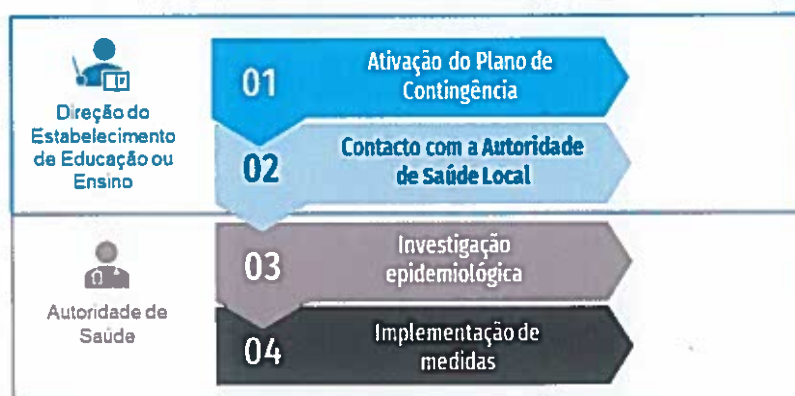 01
Ativação do Plano de
Contingência
Direção do
Estabelecimento
de Educação ou
Ensino
02
Contacto com a Autoridade
de Saúde Local
03
Investigação
epidemiológica
Autoridade de
Saúde
04
Implementação de
medidas